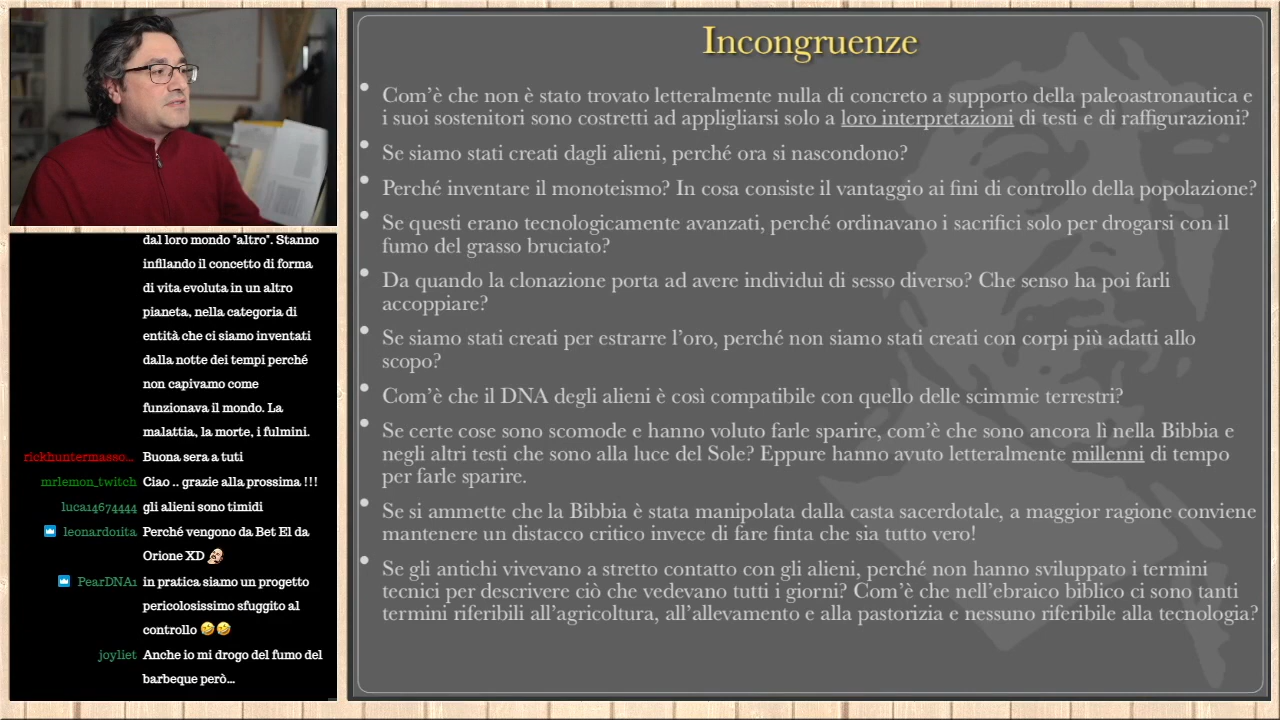 Incongruenze
• Com'è che non è stato trovato letteralmente nulla di concreto a supporto della paleoastronautica e
i suoi sostenitori sono costretti ad appligliarsi solo a loro interpretazioni di testi e di raffigurazioni?
• Se siamo stati creati dagli alieni, perché ora si nascondono?
• Perché inventare il monoteismo? In cosa consiste il vantaggio ai fini di controllo della popolazione?
• Se questi erano tecnologicamente avanzati, perché ordinavano i sacrifici solo per drogarsi con il
fumo del grasso bruciato?
• Da quando la clonazione porta ad avere individui di sesso diverso? Che senso ha poi farli
accoppiare?
• Se siamo stati creati per estrarre l'oro, perché non siamo stati creati con corpi più adatti allo
scopo?
• Com'è che il DNA degli alieni è così compatibile con quello delle scimmie terrestri?
• Se certe cose sono scomode e hanno voluto farle sparire, com'è che sono ancora lì nella Bibbia e
negli altri testi che sono alla luce del Sole? Eppure hanno avuto letteralmente millenni di tempo
per farle sparire.
• Se si ammette che la Bibbia è stata manipolata dalla casta sacerdotale, a maggior ragione conviene
mantenere un distacco critico invece di fare finta che sia tutto vero!
• Se gli antichi vivevano a stretto contatto con gli alieni, perché non hanno sviluppato i termini
tecnici per descrivere ciò che vedevano tutti i giorni? Com'è che nell'ebraico biblico ci sono tanti
termini riferibili all'agricoltura, all'allevamento e alla pastorizia e nessuno riferibile alla tecnologia?
dal loro mondo "altro". Stanno
infilando il concetto di forma
di vita evoluta in un altro
pianeta, nella categoria di
entità che ci siamo inventati
dalla notte dei tempi perché
non capivamo come
funzionava il mondo. La
malattia, la morte, i fulmini.
rickhuntermasso... Buona sera a tuti
mrlemon_twitch Ciao .. grazie alla prossima !!!
luca14674444 gli alieni sono timidi
leonardoiita Perché vengono da Bet El da
Orione XD
PearDNA1 in pratica siamo un progetto
pericolosissimo sfuggito al
controllo 🤣🤣
joyliet Anche io mi drogo del fumo del
barbeque però...